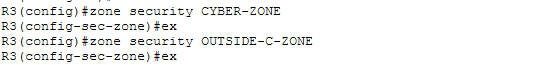 R3(config)#zone security CYBER-ZONE
R3(config-sec-zone)#ex
R3(config)#zone security OUTSIDE-C-ZONE
R3(config-sec-zone)#ex